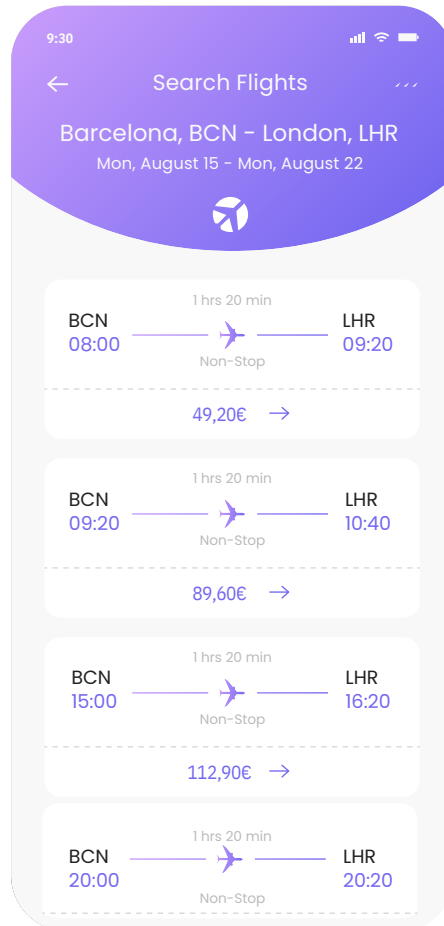 9:30
Search Flights
Barcelona, BCN - London, LHR
Mon, August 15 - Mon, August 22
1 hrs 20 min
BCN LHR
08:00 09:20
Non-Stop
49,20€
1 hrs 20 min
BCN LHR
09:20 10:40
Non-Stop
89,60€
1 hrs 20 min
BCN LHR
15:00 16:20
Non-Stop
112,90€
1 hrs 20 min
BCN LHR
20:00 20:20
Non-Stop